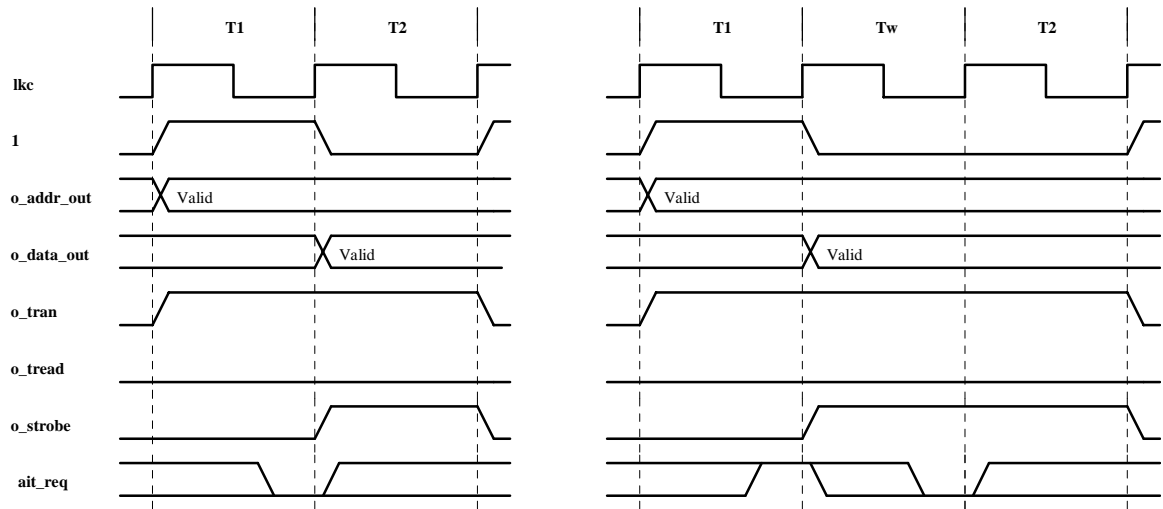 T1 T2 T1 Tw T2
lkc
1
o_addr_out Valid Valid
o_data_out Valid Valid
o_tran
o_tread
o_strobe
ait_req